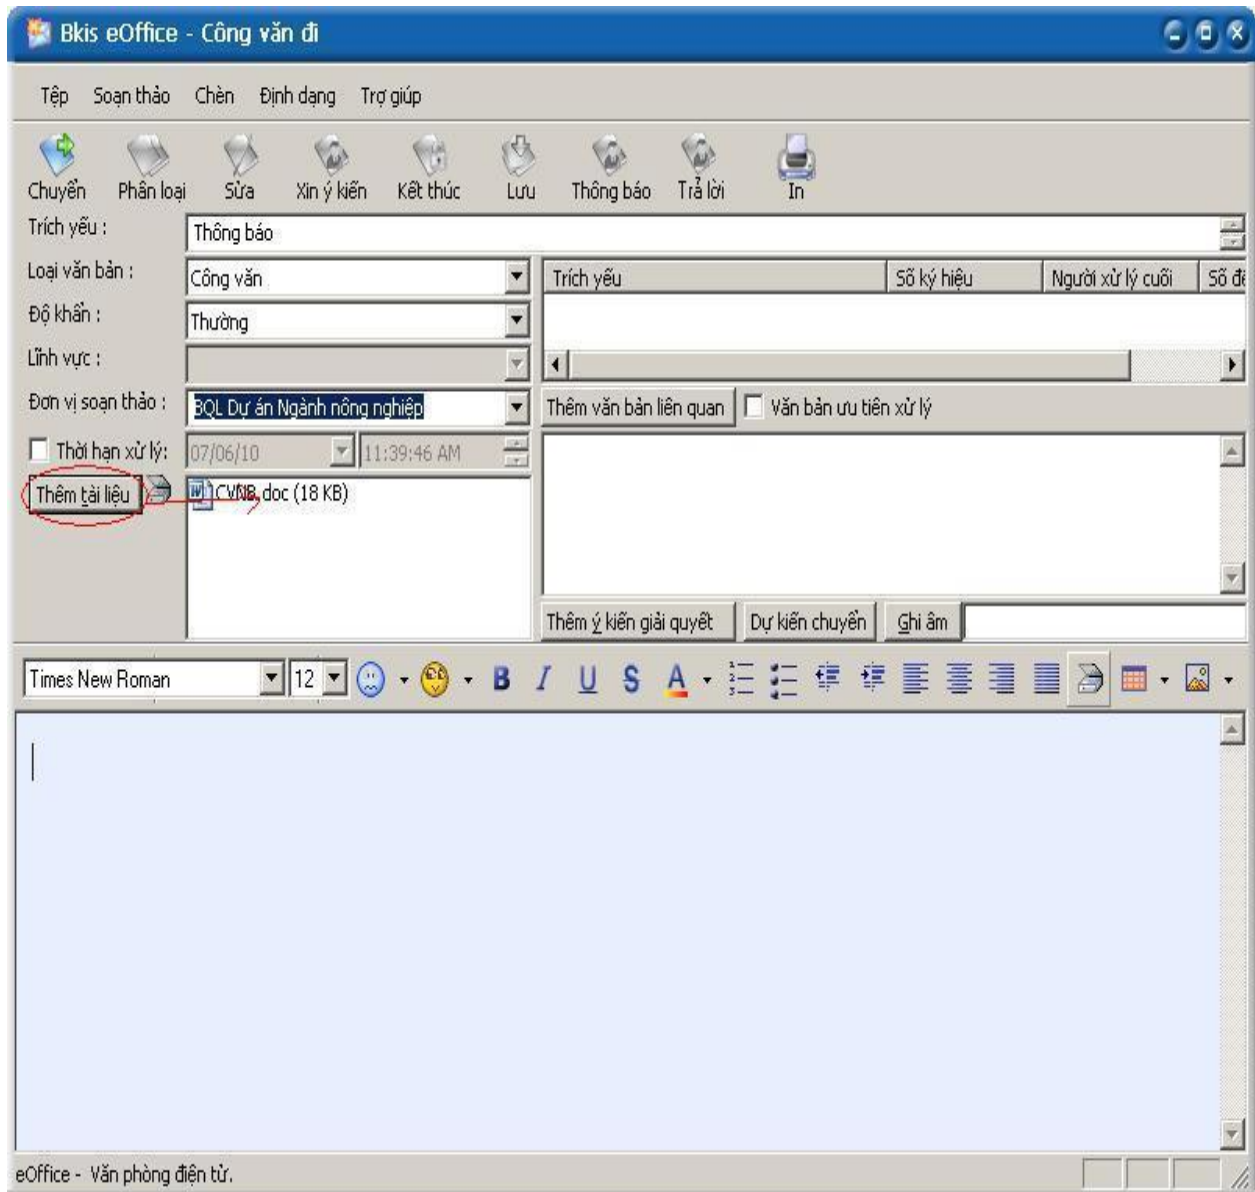 Bkis eOffice - Công văn đi
Tệp Soạn thảo Chèn Định dạng Trợ giúp
Chuyển Phân loại Sửa Xin ý kiến Kết thúc Lưu Thông báo Trả lời In
Trích yếu : Thông báo
Loại văn bản : Công văn Trích yếu Số ký hiệu Người xử lý cuối Số đế
Độ khẩn : Thường
Lĩnh vực :
Đơn vị soạn thảo : BQL Dự án Ngành nông nghiệp Thêm văn bản liên quan Văn bản ưu tiên xử lý
Thời hạn xử lý: 07/06/10 11:39:46 AM
Thêm tài liệu CVNB.doc (18 KB)
Thêm ý kiến giải quyết Dự kiến chuyển Ghi âm
Times New Roman 12 B I U S A
eOffice - Văn phòng điện tử.